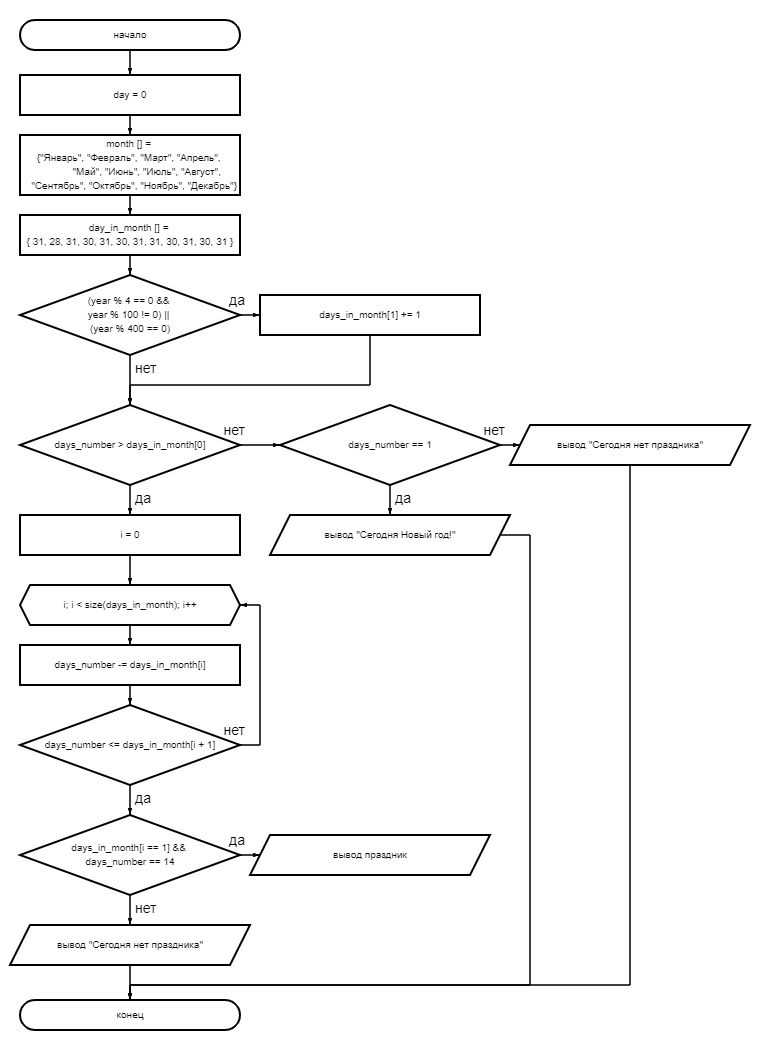 начало
day = 0
month [] =
{"Январь", "Февраль", "Март", "Апрель",
"Май", "Июнь", "Июль", "Август",
"Сентябрь", "Октябрь", "Ноябрь", "Декабрь"}
day_in_month [] =
{ 31, 28, 31, 30, 31, 30, 31, 31, 30, 31, 30, 31 }
(year % 4 == 0 &&
year % 100 != 0) ||
(year % 400 == 0)
да
days_in_month[1] += 1
нет
days_number > days_in_month[0]
нет
days_number == 1
нет
вывод "Сегодня нет праздника"
да
да
i = 0
вывод "Сегодня Новый год!"
i; i < size(days_in_month); i++
days_number -= days_in_month[i]
days_number <= days_in_month[i + 1]
нет
да
days_in_month[i == 1] &&
days_number == 14
да
вывод праздник
нет
вывод "Сегодня нет праздника"
конец